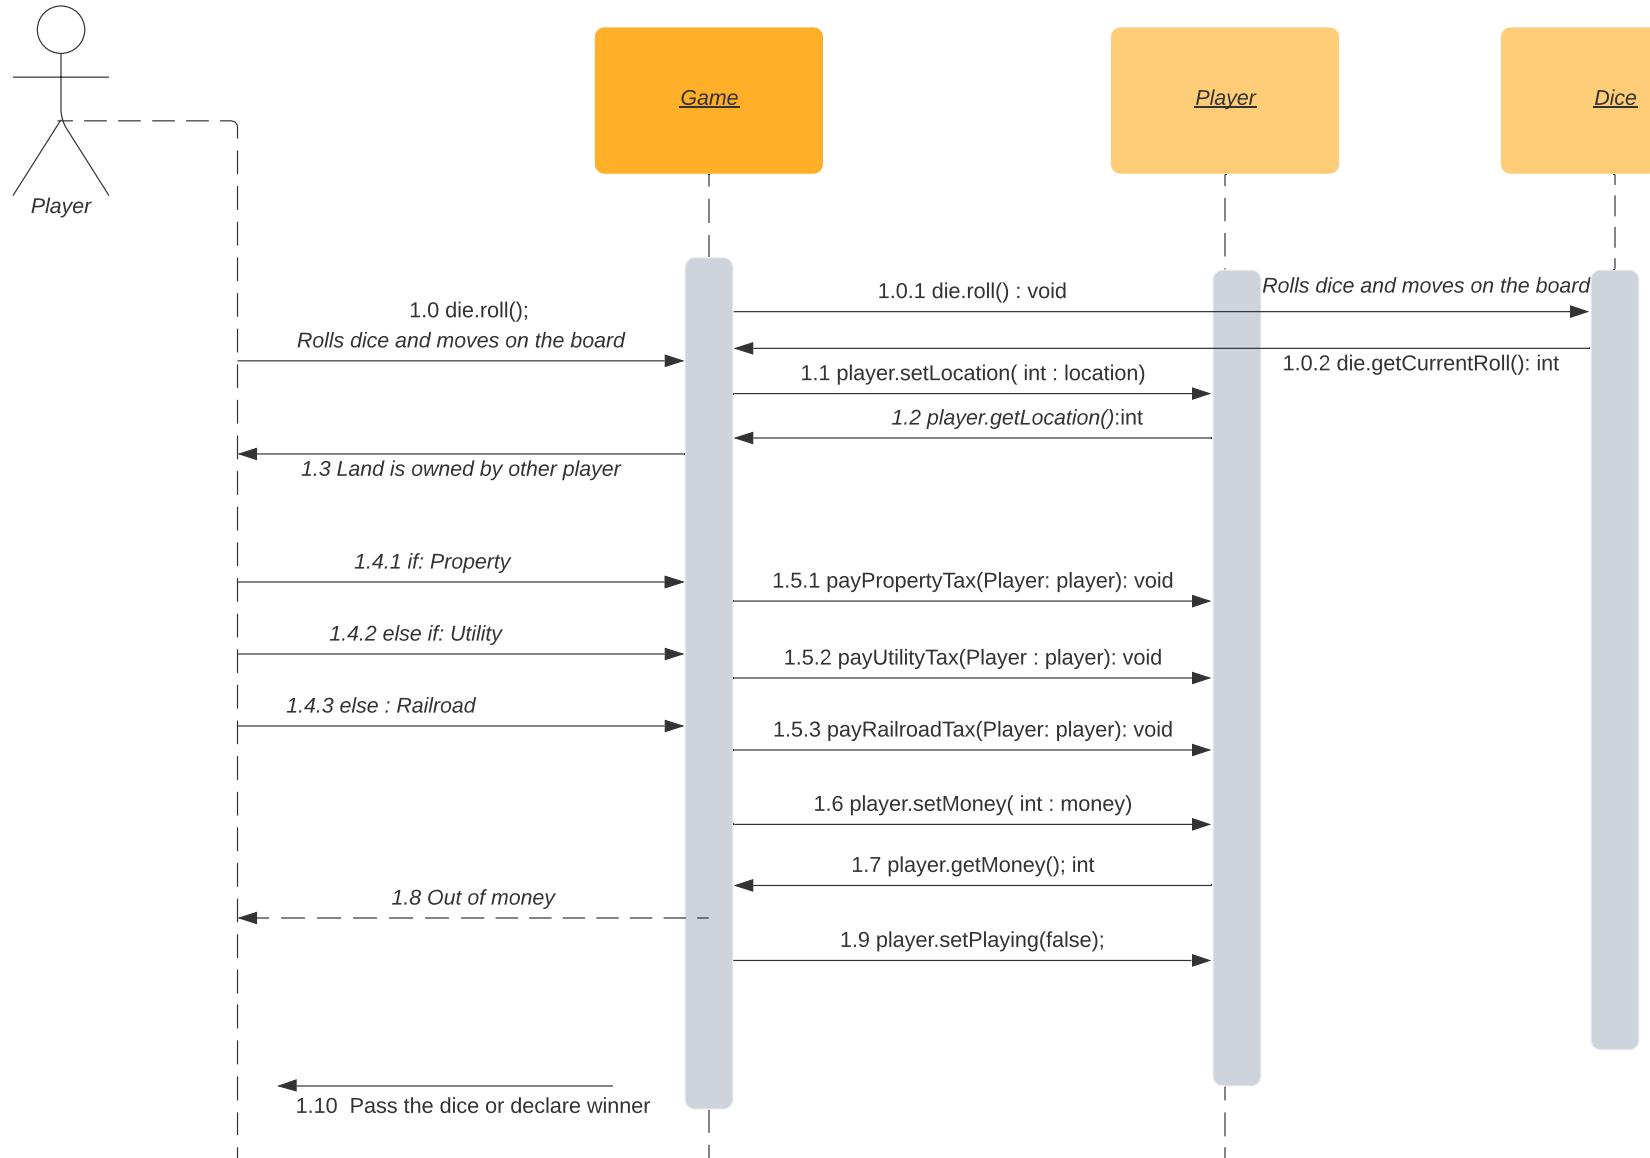 Game
Player
Dice
Player
1.0 die.roll();
Rolls dice and moves on the board
1.0.1 die.roll() : void
Rolls dice and moves on the board
1.0.2 die.getCurrentRoll(): int
1.1 player.setLocation( int : location)
1.2 player.getLocation():int
1.3 Land is owned by other player
1.4.1 if: Property
1.5.1 payPropertyTax(Player: player): void
1.4.2 else if: Utility
1.5.2 payUtilityTax(Player : player): void
1.4.3 else : Railroad
1.5.3 payRailroadTax(Player: player): void
1.6 player.setMoney( int : money)
1.7 player.getMoney(); int
1.8 Out of money
1.9 player.setPlaying(false);
1.10  Pass the dice or declare winner